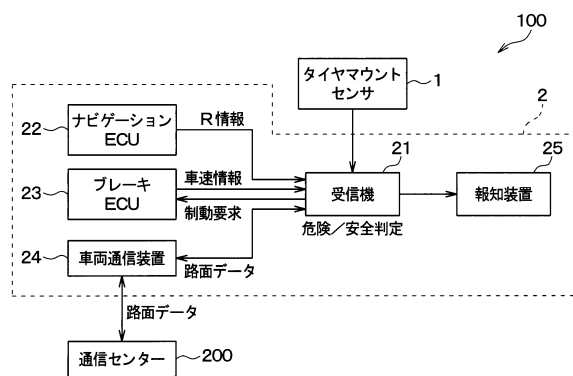 100
タイヤマウント
センサ
1
2
22
ナビゲーション
ECU
R情報
21
25
23
ブレーキ
ECU
車速情報
制動要求
受信機
報知装置
危険／安全判定
24
車両通信装置
路面データ
路面データ
通信センター
200